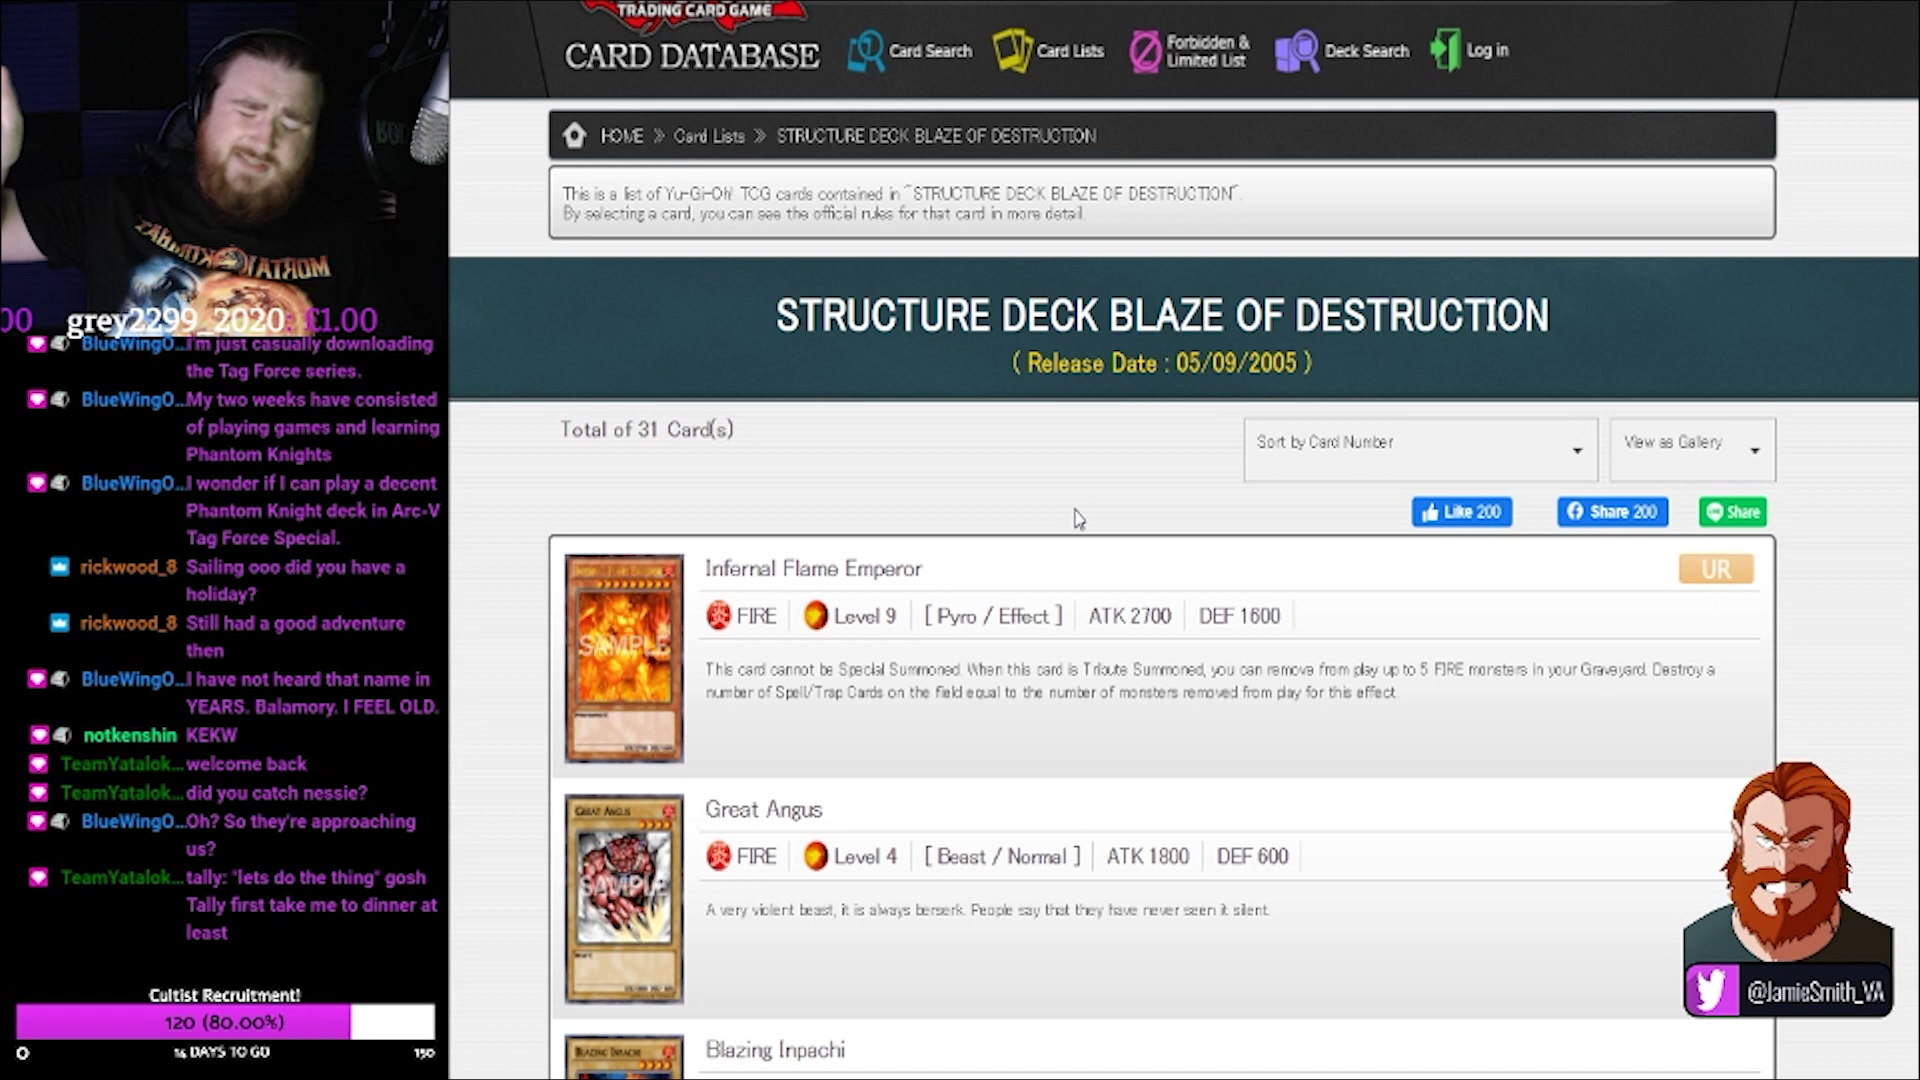 TRADING CARD GAME
CARD DATABASE
Card Search
Card Lists
Forbidden &
Limited List
Deck Search
Log in
HOME » Card Lists » STRUCTURE DECK BLAZE OF DESTRUCTION
This is a list of Yu-Gi-Oh! TCG cards contained in "STRUCTURE DECK BLAZE OF DESTRUCTION".
By selecting a card, you can see the official rules for that card in more detail.
STRUCTURE DECK BLAZE OF DESTRUCTION
( Release Date : 05/09/2005 )
Total of 31 Card(s)
Sort by Card Number
View as Gallery
Like 200
Share 200
Share
Infernal Flame Emperor
UR
FIRE Level 9 [ Pyro / Effect ] ATK 2700 DEF 1600
This card cannot be Special Summoned. When this card is Tribute Summoned, you can remove from play up to 5 FIRE monsters in your Graveyard. Destroy a
number of Spell/Trap Cards on the field equal to the number of monsters removed from play for this effect.
SAMPLE
Great Angus
FIRE Level 4 [ Beast / Normal ] ATK 1800 DEF 600
A very violent beast, it is always berserk. People say that they have never seen it silent.
GREAT ANGUS
SAMPLE
Blazing Inpachi
BLAZING INPACHI
@JamieSmith_VA
MORTAL KOMBAT
00 grey2299_2020: £1.00
BlueWingO... I'm just casually downloading
the Tag Force series.
BlueWingO... My two weeks have consisted
of playing games and learning
Phantom Knights
BlueWingO... I wonder if I can play a decent
Phantom Knight deck in Arc-V
Tag Force Special.
rickwood_8 Sailing ooo did you have a
holiday?
rickwood_8 Still had a good adventure
then
BlueWingO... I have not heard that name in
YEARS. Balamory. I FEEL OLD.
notkenshin KEKW
TeamYatalok... welcome back
TeamYatalok... did you catch nessie?
BlueWingO... Oh? So they're approaching
us?
TeamYatalok... tally: "lets do the thing" gosh
Tally first take me to dinner at
least
Cultist Recruitment!
120 (80.00%)
0 14 DAYS TO GO 150